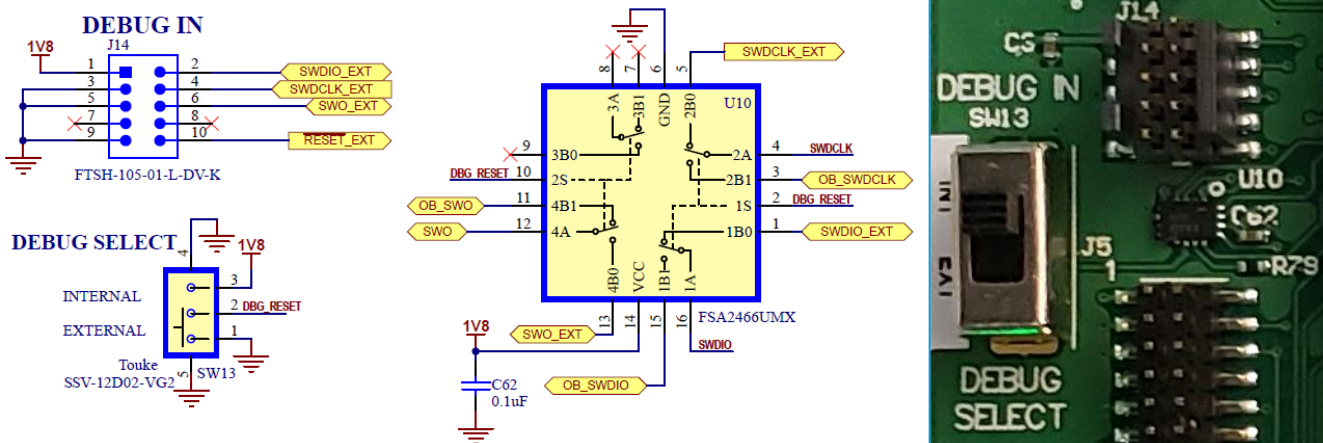 DEBUG IN
J14
1V8
1
2
SWDIO_EXT
3
4
SWDCLK_EXT
5
6
SWO_EXT
7
8
9
10
RESET_EXT
FTSH-105-01-L-DV-K
DEBUG SELECT
4
1V8
3
INTERNAL
2
DBG_RESET
EXTERNAL
1
Touke
SSV-12D02-VG2
5
SW13
8
7
6
5
SWDCLK_EXT
3A
3B1
GND
2B0
U10
9
3B0
2A
4
SWDCLK
DBG_RESET
10
2S
2B1
3
OB_SWDCLK
OB_SWO
11
4B1
1S
2
DBG_RESET
SWO
12
4A
1B0
1
SWDIO_EXT
4B0
VCC
1B1
1A
13
14
15
16
FSA2466UMX
SWO_EXT
1V8
SWDIO
OB_SWDIO
C62
0.1uF
J14
C3
DEBUG IN
SW13
U10
INT
C62
J5
1
R79
DEBUG
SELECT